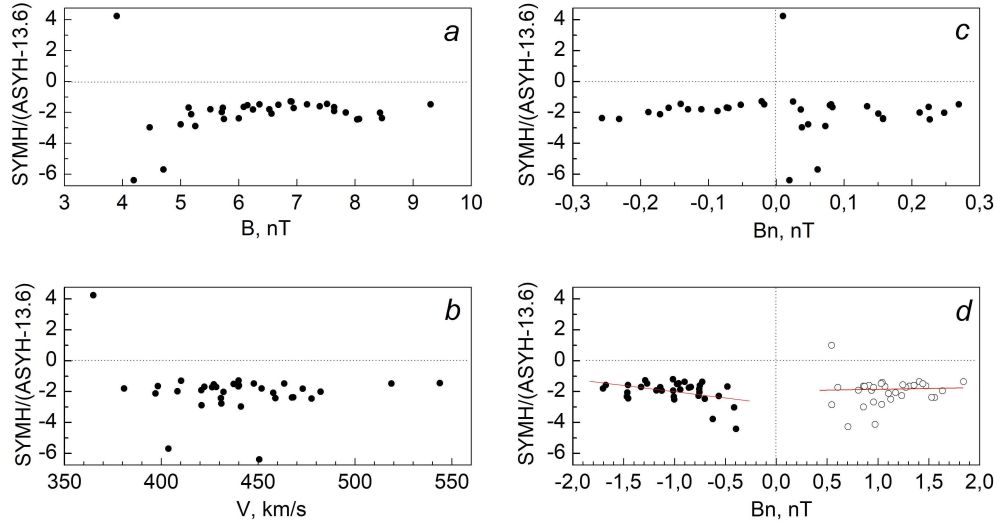 a
SYMH/(ASYH-13.6)
4
2
0
-2
-4
-6
3 4 5 6 7 8 9 10
B, nT
c
SYMH/(ASYH-13.6)
4
2
0
-2
-4
-6
-0,3 -0,2 -0,1 0,0 0,1 0,2 0,3
Bn, nT
b
SYMH/(ASYH-13.6)
4
2
0
-2
-4
-6
350 400 450 500 550
V, km/s
d
SYMH/(ASYH-13.6)
4
2
0
-2
-4
-6
-2,0 -1,5 -1,0 -0,5 0,0 0,5 1,0 1,5 2,0
Bn, nT